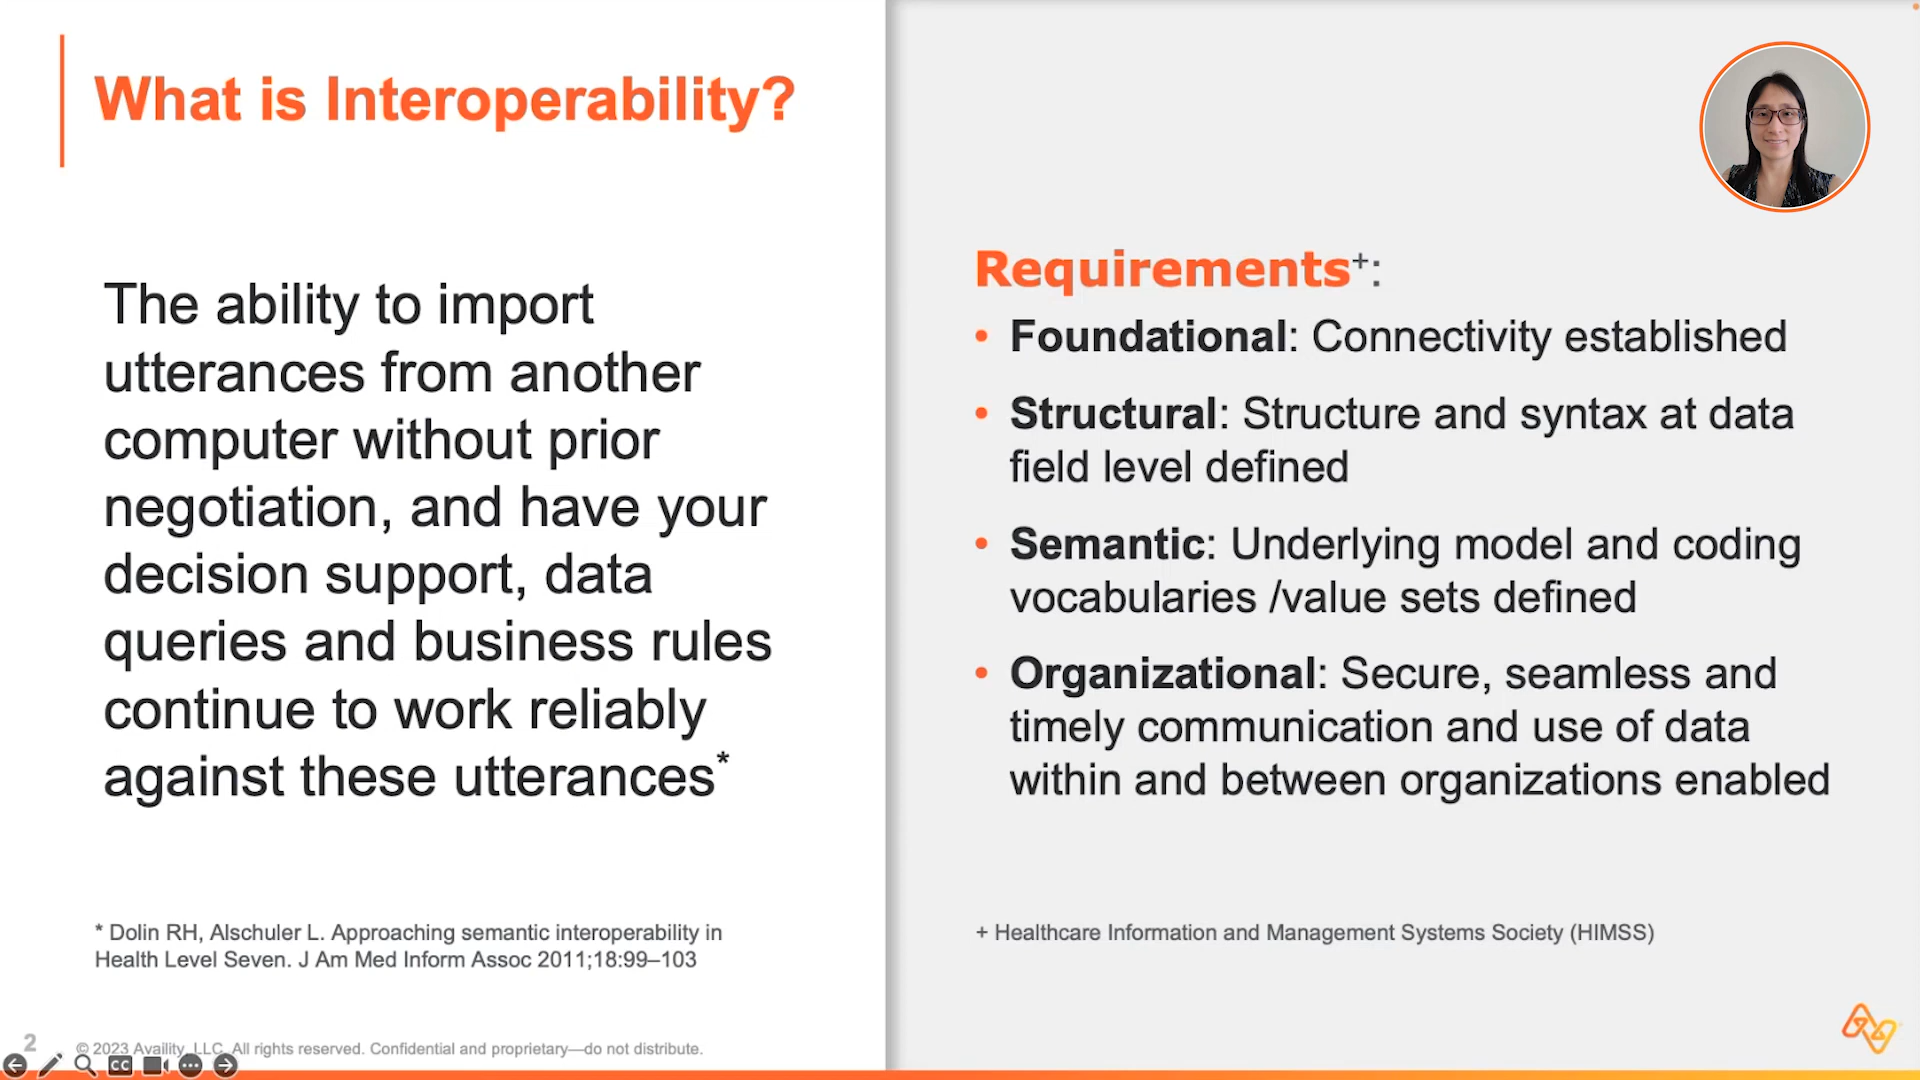 What is Interoperability?
The ability to import
utterances from another
computer without prior
negotiation, and have your
decision support, data
queries and business rules
continue to work reliably
against these utterances*
* Dolin RH, Alschuler L. Approaching semantic interoperability in
Health Level Seven. J Am Med Inform Assoc 2011;18:99–103
Requirements+:
• Foundational: Connectivity established
• Structural: Structure and syntax at data
field level defined
• Semantic: Underlying model and coding
vocabularies /value sets defined
• Organizational: Secure, seamless and
timely communication and use of data
within and between organizations enabled
+ Healthcare Information and Management Systems Society (HIMSS)
2
© 2023 Availity, LLC. All rights reserved. Confidential and proprietary—do not distribute.
CC